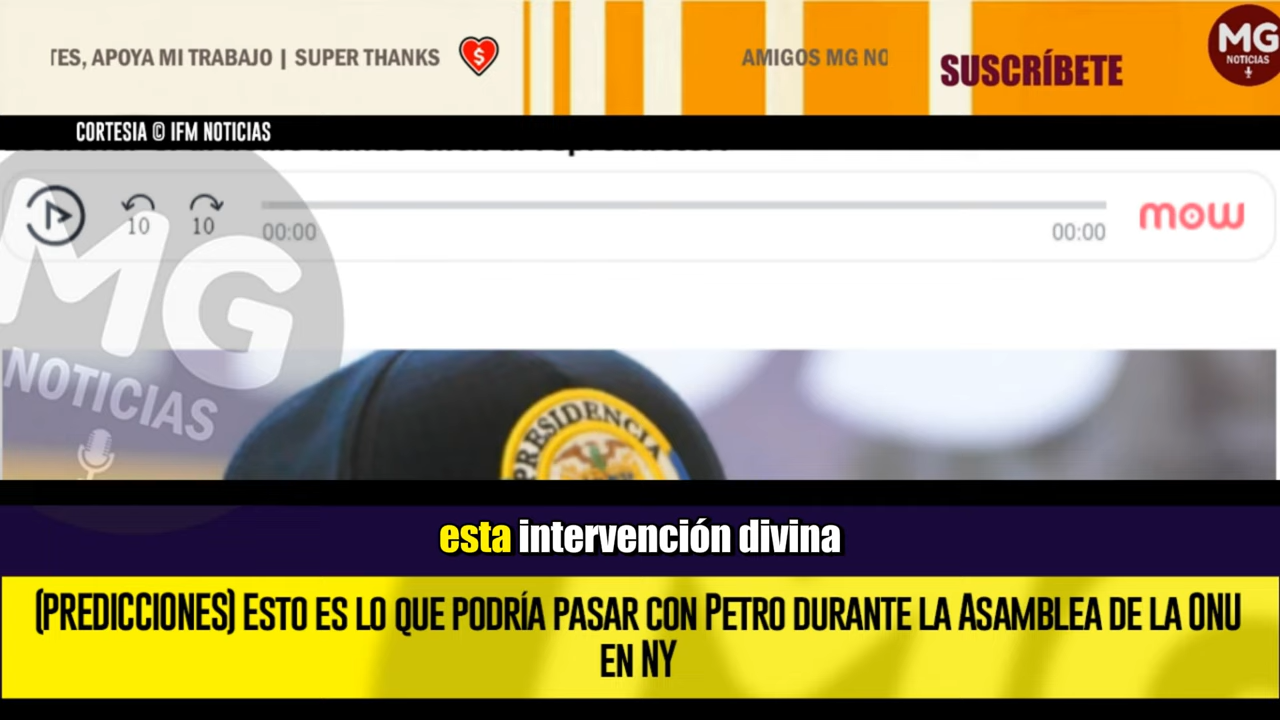 TES, APOYA MI TRABAJO | SUPER THANKS
$
AMIGOS MG NO
SUSCRÍBETE
MG
NOTICIAS
CORTESIA © IFM NOTICIAS
10
10
00:00
00:00
mow
MG
NOTICIAS
PRESIDENCIA
esta intervención divina
(PREDICCIONES) ESTO ES LO QUE PODRÍA PASAR CON PETRO DURANTE LA ASAMBLEA DE LA ONU
EN NY